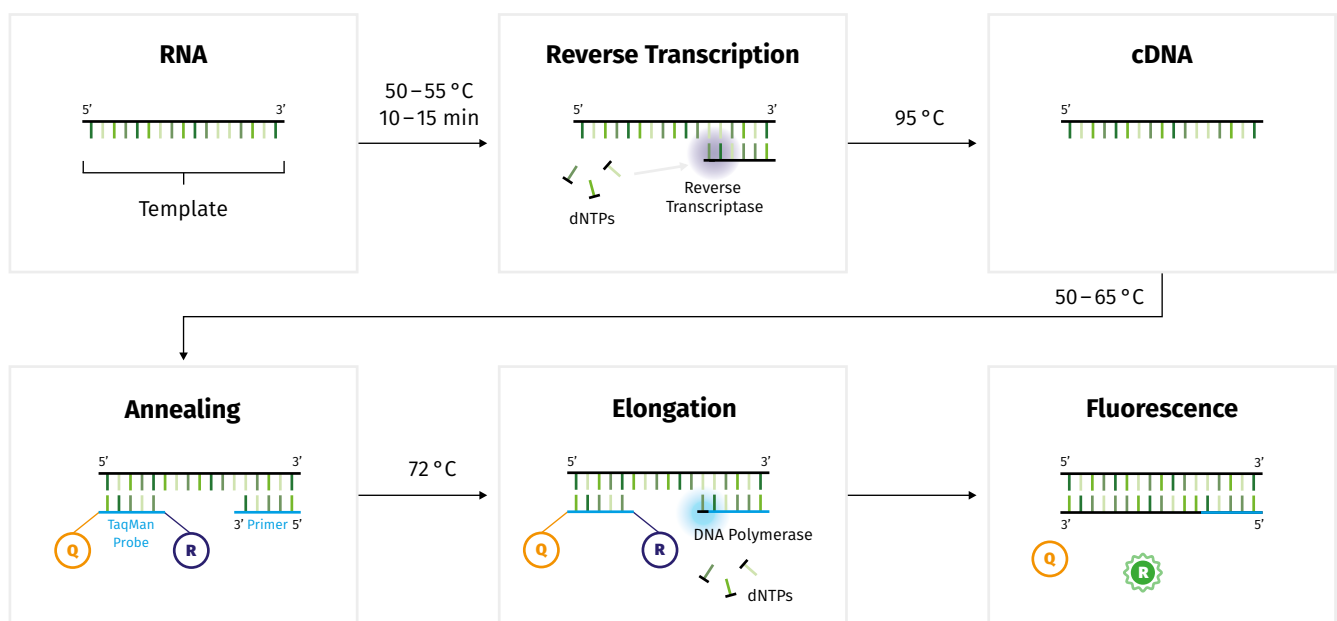 RNA
5’ 3’
Template
50 – 55 °C
10 – 15 min
Reverse Transcription
5’ 3’
dNTPs
Reverse
Transcriptase
95 °C
cDNA
5’ 3’
50 – 65 °C
Annealing
5’ 3’
TaqMan
Probe
3’ Primer 5’
Q
R
72 °C
Elongation
5’ 3’
Q
R
DNA Polymerase
dNTPs
Fluorescence
5’ 3’
3’ 5’
Q
R